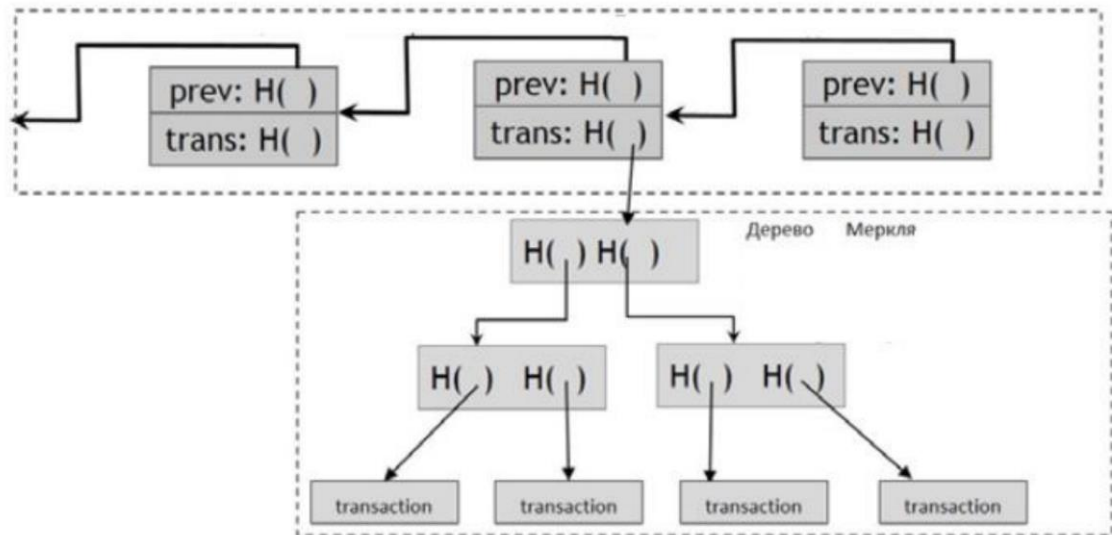 prev: H( ) prev: H( ) prev: H( )
trans: H( ) trans: H( ) trans: H( )
Дерево Меркля
H( ) H( )
H( ) H( ) H( ) H( )
transaction transaction transaction transaction